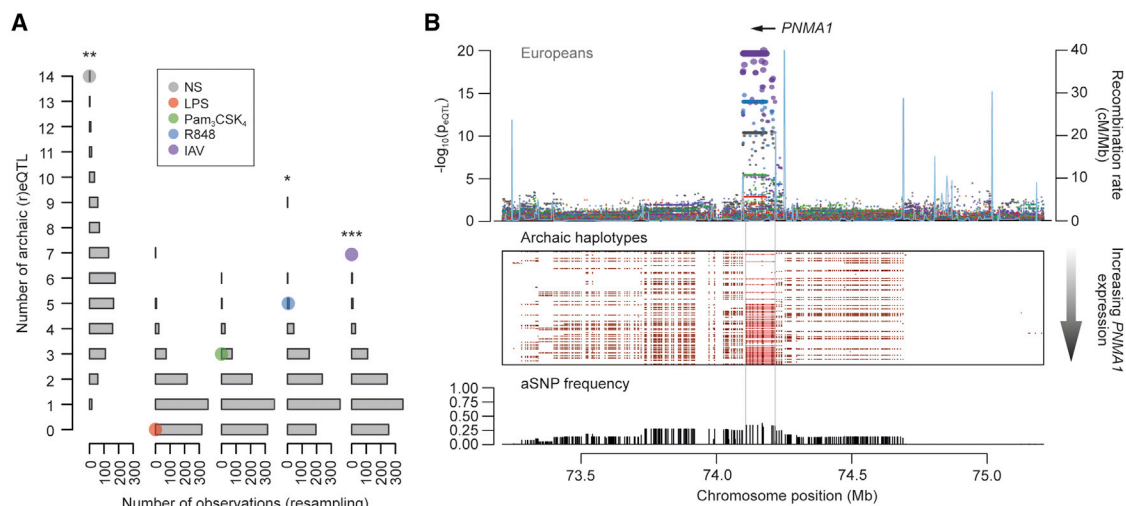 A
**
14
13
12
11
10
9
8
7
6
5
4
3
2
1
0
Number of archaic (r)eQTL
NS
LPS
Pam3CSK4
R848
IAV
*
***
0 100 200 300
0 100 200 300
0 100 200 300
0 100 200 300
0 100 200 300
Number of observations (resampling)
B
PNMA1
Europeans
20
15
10
5
0
-log10(peQTL)
40
30
20
10
0
Recombination rate
(cM/Mb)
Archaic haplotypes
Increasing PNMA1
expression
aSNP frequency
1.00
0.75
0.50
0.25
0.00
73.5 74.0 74.5 75.0
Chromosome position (Mb)